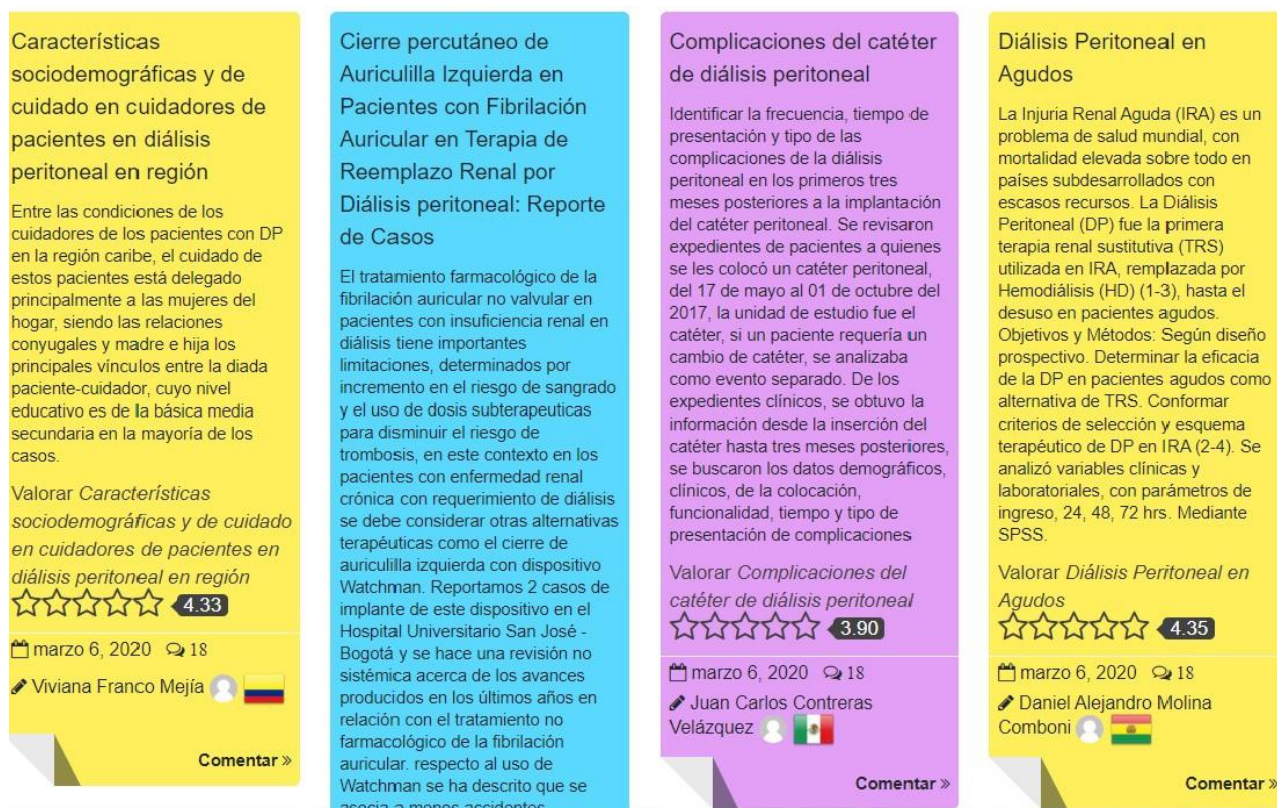 Características
sociodemográficas y de
cuidado en cuidadores de
pacientes en diálisis
peritoneal en región
Entre las condiciones de los
cuidadores de los pacientes con DP
en la región caribe, el cuidado de
estos pacientes está delegado
principalmente a las mujeres del
hogar, siendo las relaciones
conyugales y madre e hija los
principales vínculos entre la diada
paciente-cuidador, cuyo nivel
educativo es de la básica media
secundaria en la mayoría de los
casos.
Valorar Características
sociodemográficas y de cuidado
en cuidadores de pacientes en
diálisis peritoneal en región
4.33
marzo 6, 2020 18
Viviana Franco Mejía
Comentar »
Cierre percutáneo de
Auriculilla Izquierda en
Pacientes con Fibrilación
Auricular en Terapia de
Reemplazo Renal por
Diálisis peritoneal: Reporte
de Casos
El tratamiento farmacológico de la
fibrilación auricular no valvular en
pacientes con insuficiencia renal en
diálisis tiene importantes
limitaciones, determinados por
incremento en el riesgo de sangrado
y el uso de dosis subterapeuticas
para disminuir el riesgo de
trombosis, en este contexto en los
pacientes con enfermedad renal
crónica con requerimiento de diálisis
se debe considerar otras alternativas
terapéuticas como el cierre de
auriculilla izquierda con dispositivo
Watchman. Reportamos 2 casos de
implante de este dispositivo en el
Hospital Universitario San José -
Bogotá y se hace una revisión no
sistémica acerca de los avances
producidos en los últimos años en
relación con el tratamiento no
farmacológico de la fibrilación
auricular. respecto al uso de
Watchman se ha descrito que se
asocia a menos accidentes
Complicaciones del catéter
de diálisis peritoneal
Identificar la frecuencia, tiempo de
presentación y tipo de las
complicaciones de la diálisis
peritoneal en los primeros tres
meses posteriores a la implantación
del catéter peritoneal. Se revisaron
expedientes de pacientes a quienes
se les colocó un catéter peritoneal,
del 17 de mayo al 01 de octubre del
2017, la unidad de estudio fue el
catéter, si un paciente requería un
cambio de catéter, se analizaba
como evento separado. De los
expedientes clínicos, se obtuvo la
información desde la inserción del
catéter hasta tres meses posteriores,
se buscaron los datos demográficos,
clínicos, de la colocación,
funcionalidad, tiempo y tipo de
presentación de complicaciones
Valorar Complicaciones del
catéter de diálisis peritoneal
3.90
marzo 6, 2020 18
Juan Carlos Contreras
Velázquez
Comentar »
Diálisis Peritoneal en
Agudos
La Injuria Renal Aguda (IRA) es un
problema de salud mundial, con
mortalidad elevada sobre todo en
países subdesarrollados con
escasos recursos. La Diálisis
Peritoneal (DP) fue la primera
terapia renal sustitutiva (TRS)
utilizada en IRA, remplazada por
Hemodiálisis (HD) (1-3), hasta el
desuso en pacientes agudos.
Objetivos y Métodos: Según diseño
prospectivo. Determinar la eficacia
de la DP en pacientes agudos como
alternativa de TRS. Conformar
criterios de selección y esquema
terapéutico de DP en IRA (2-4). Se
analizó variables clínicas y
laboratoriales, con parámetros de
ingreso, 24, 48, 72 hrs. Mediante
SPSS.
Valorar Diálisis Peritoneal en
Agudos
4.35
marzo 6, 2020 18
Daniel Alejandro Molina
Comboni
Comentar »